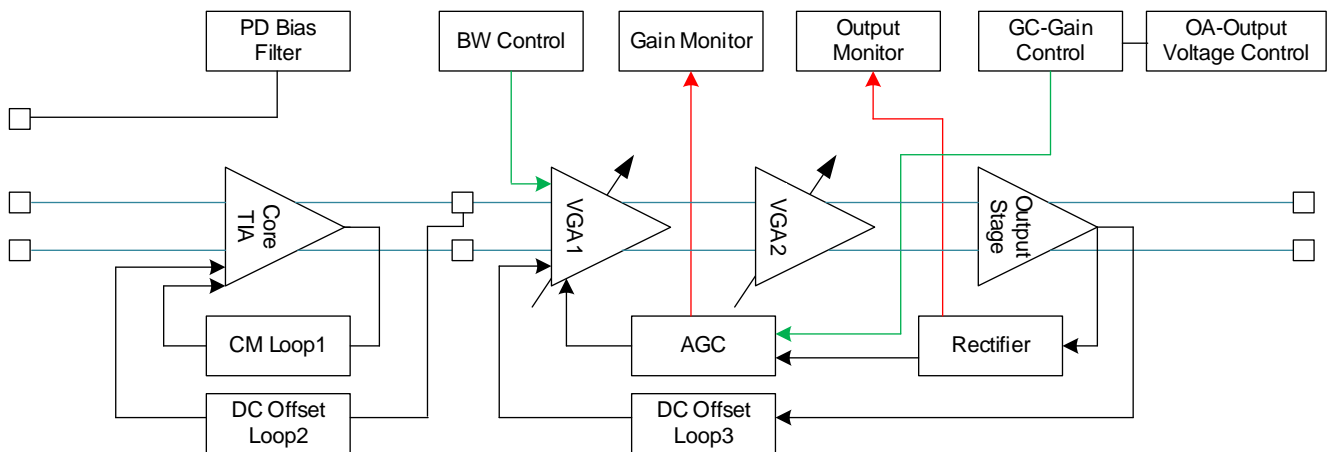 PD Bias
Filter
BW Control
Gain Monitor
Output
Monitor
GC-Gain
Control
OA-Output
Voltage Control
Core
TIA
VGA1
VGA2
Output
Stage
CM Loop1
AGC
Rectifier
DC Offset
Loop2
DC Offset
Loop3